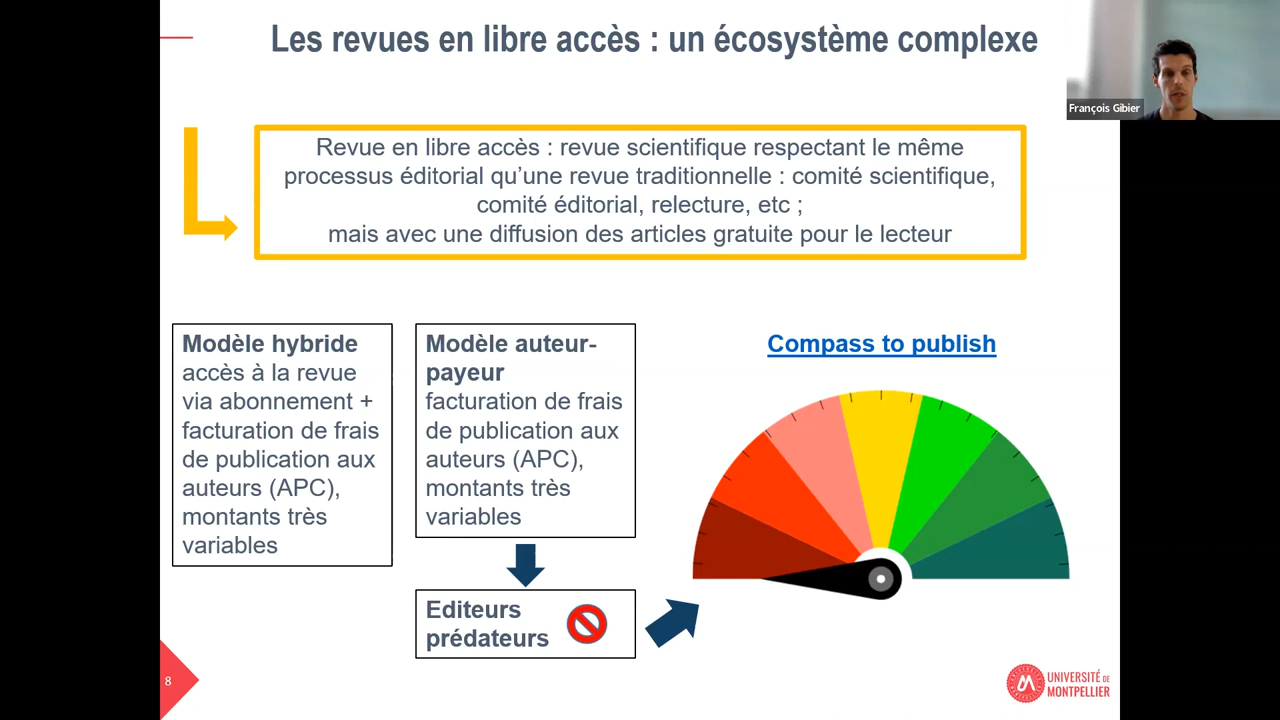 Les revues en libre accès : un écosystème complexe
François Gibier
Revue en libre accès : revue scientifique respectant le même
processus éditorial qu’une revue traditionnelle : comité scientifique,
comité éditorial, relecture, etc ;
mais avec une diffusion des articles gratuite pour le lecteur
Modèle hybride
accès à la revue
via abonnement +
facturation de frais
de publication aux
auteurs (APC),
montants très
variables
Modèle auteur-
payeur
facturation de frais
de publication aux
auteurs (APC),
montants très
variables
Editeurs
prédateurs
Compass to publish
8
UNIVERSITÉ DE
MONTPELLIER